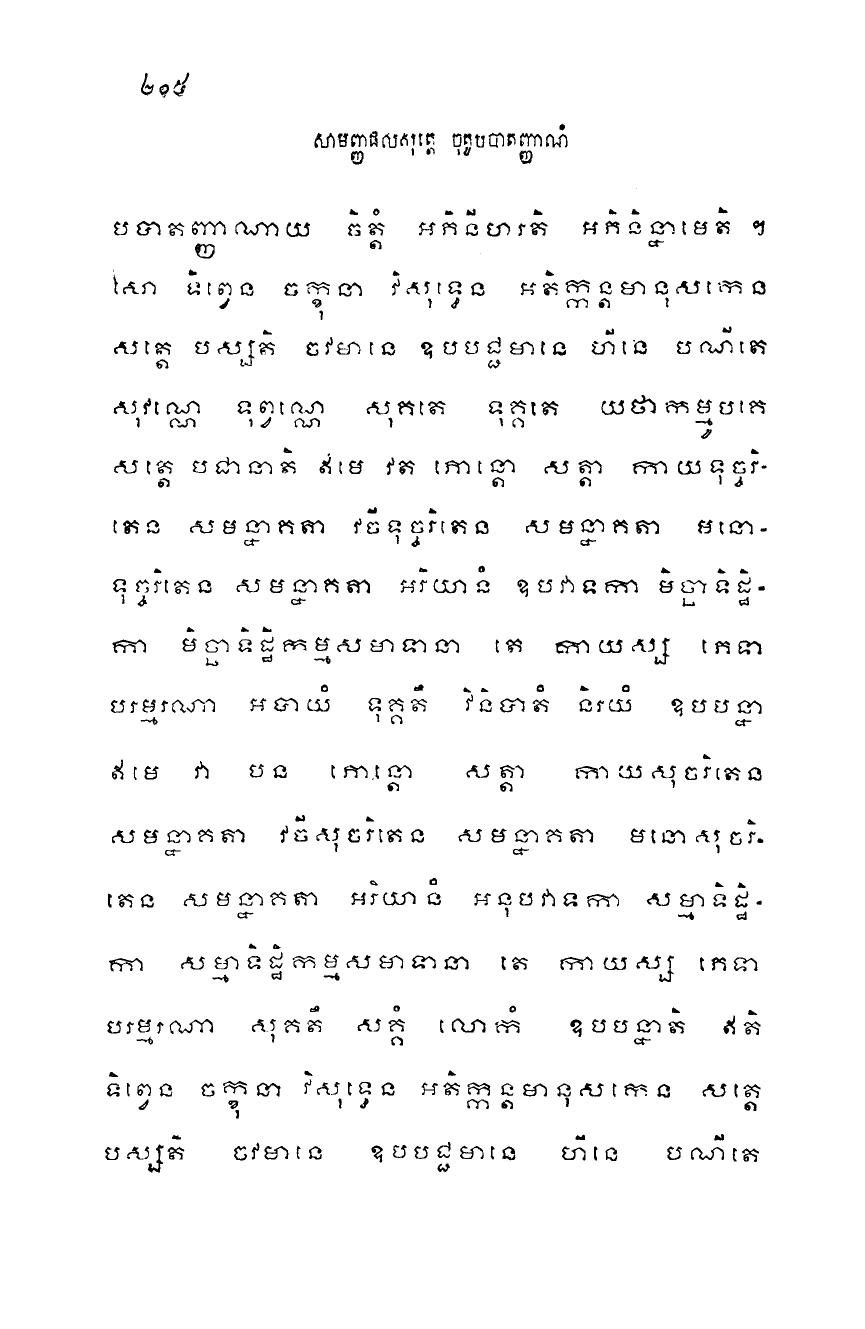 ២១៥
សាមញ្ញផលសុត្តេ ចុតូបបាតញ្ញាណំ
បបាតញ្ញាណាយ ចិត្តំ អភិនីហរតិ អភិនិន្នាមេតិ ។
សោ ទិព្វេន ចក្ខុនា វិសុទ្ធេន អតិក្កន្តមានុសកេន
សត្តេ បស្សតិ ចវមានេ ឧបបជ្ជមានេ ហីនេ បណីតេ
សុវណ្ណេ ទុព្វណ្ណេ សុគតេ ទុគ្គតេ យថាកម្មូបគេ
សត្តេ បជានាតិ ឥមេ វត ភោន្តោ សត្តា កាយទុច្ចរិ-
តេន សមន្នាគតា វចីទុច្ចរិតេន សមន្នាគតា មនោ-
ទុច្ចរិតេន សមន្នាគតា អរិយានំ ឧបវាទកា មិច្ឆាទិដ្ឋិ-
កា មិច្ឆាទិដ្ឋិកម្មសមាទានា តេ កាយស្ស ភេទា
បរម្មរណា អបាយំ ទុគ្គតឹ វិនិបាតំ និរយំ ឧបបន្នា
ឥមេ វា បន ភោន្តោ សត្តា កាយសុចរិតេន
សមន្នាគតា វចីសុចរិតេន សមន្នាគតា មនោសុចរិ-
តេន សមន្នាគតា អរិយានំ អនុបវាទកា សម្មាទិដ្ឋិ-
កា សម្មាទិដ្ឋិកម្មសមាទានា តេ កាយស្ស ភេទា
បរម្មរណា សុគតឹ សគ្គំ លោកំ ឧបបន្នាតិ ឥតិ
ទិព្វេន ចក្ខុនា វិសុទ្ធេន អតិក្កន្តមានុសកេន សត្តេ
បស្សតិ ចវមានេ ឧបបជ្ជមានេ ហីនេ បណីតេ